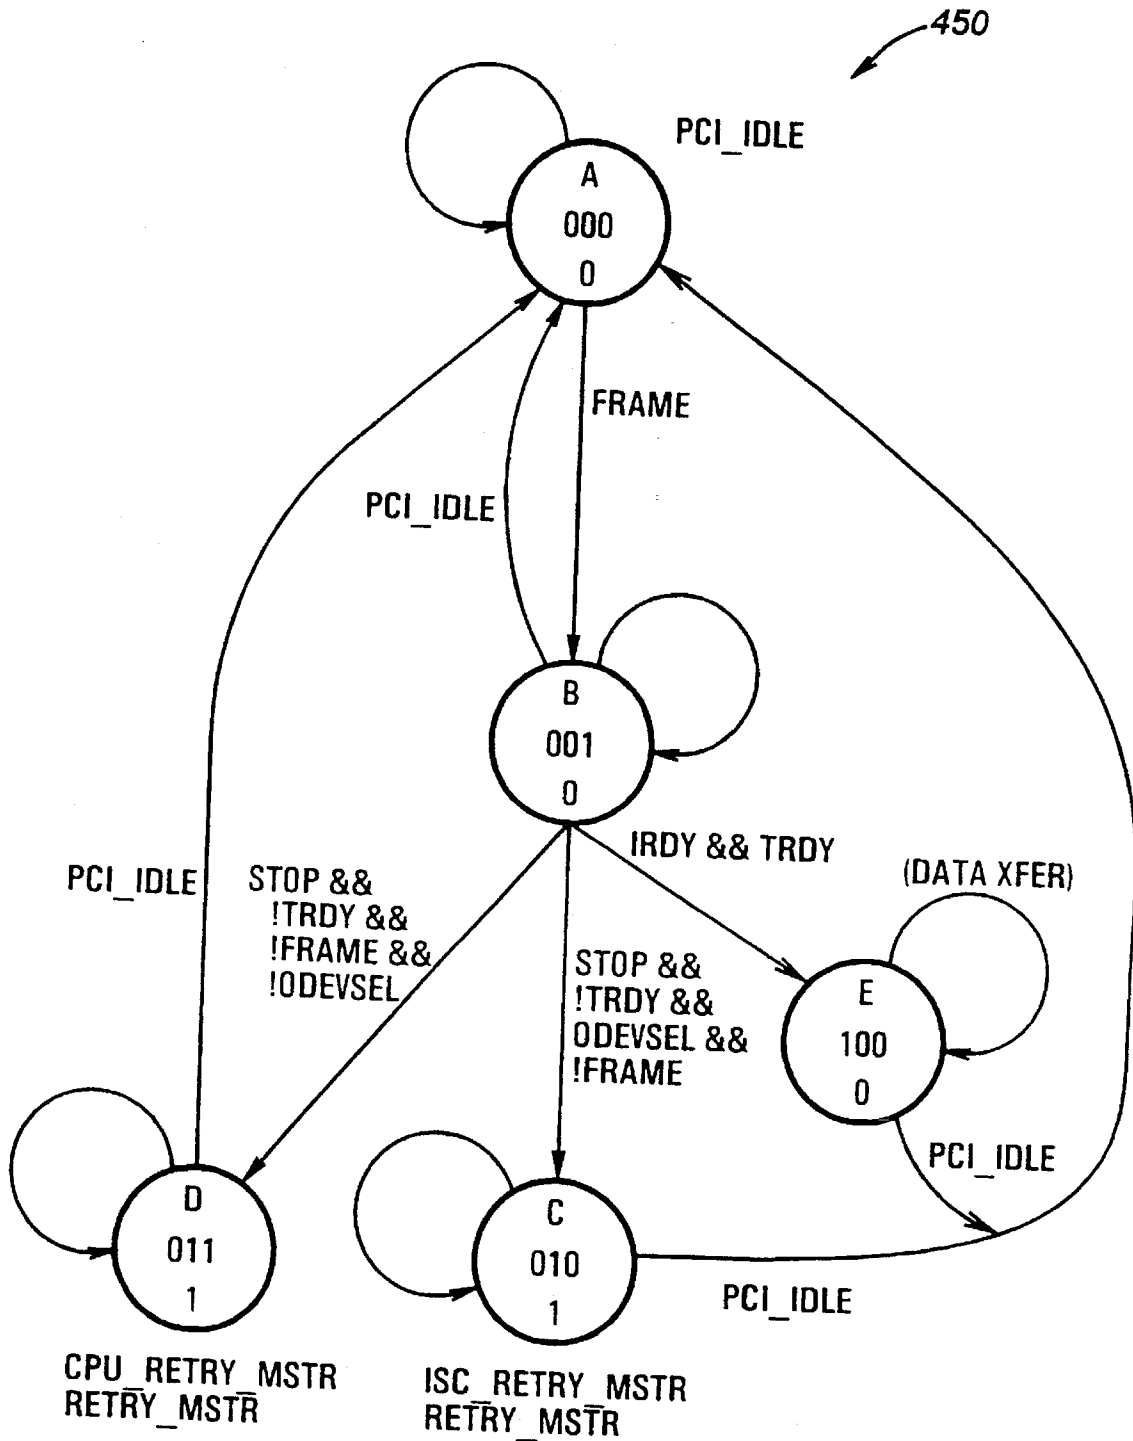 450
PCI_IDLE
A
000
0
FRAME
PCI_IDLE
B
001
0
IRDY && TRDY
(DATA XFER)
PCI_IDLE
STOP &&
!TRDY &&
!FRAME &&
!ODEVSEL
STOP &&
!TRDY &&
ODEVSEL &&
!FRAME
E
100
0
PCI_IDLE
D
011
1
C
010
1
PCI_IDLE
CPU_RETRY_MSTR
RETRY_MSTR
ISC_RETRY_MSTR
RETRY_MSTR